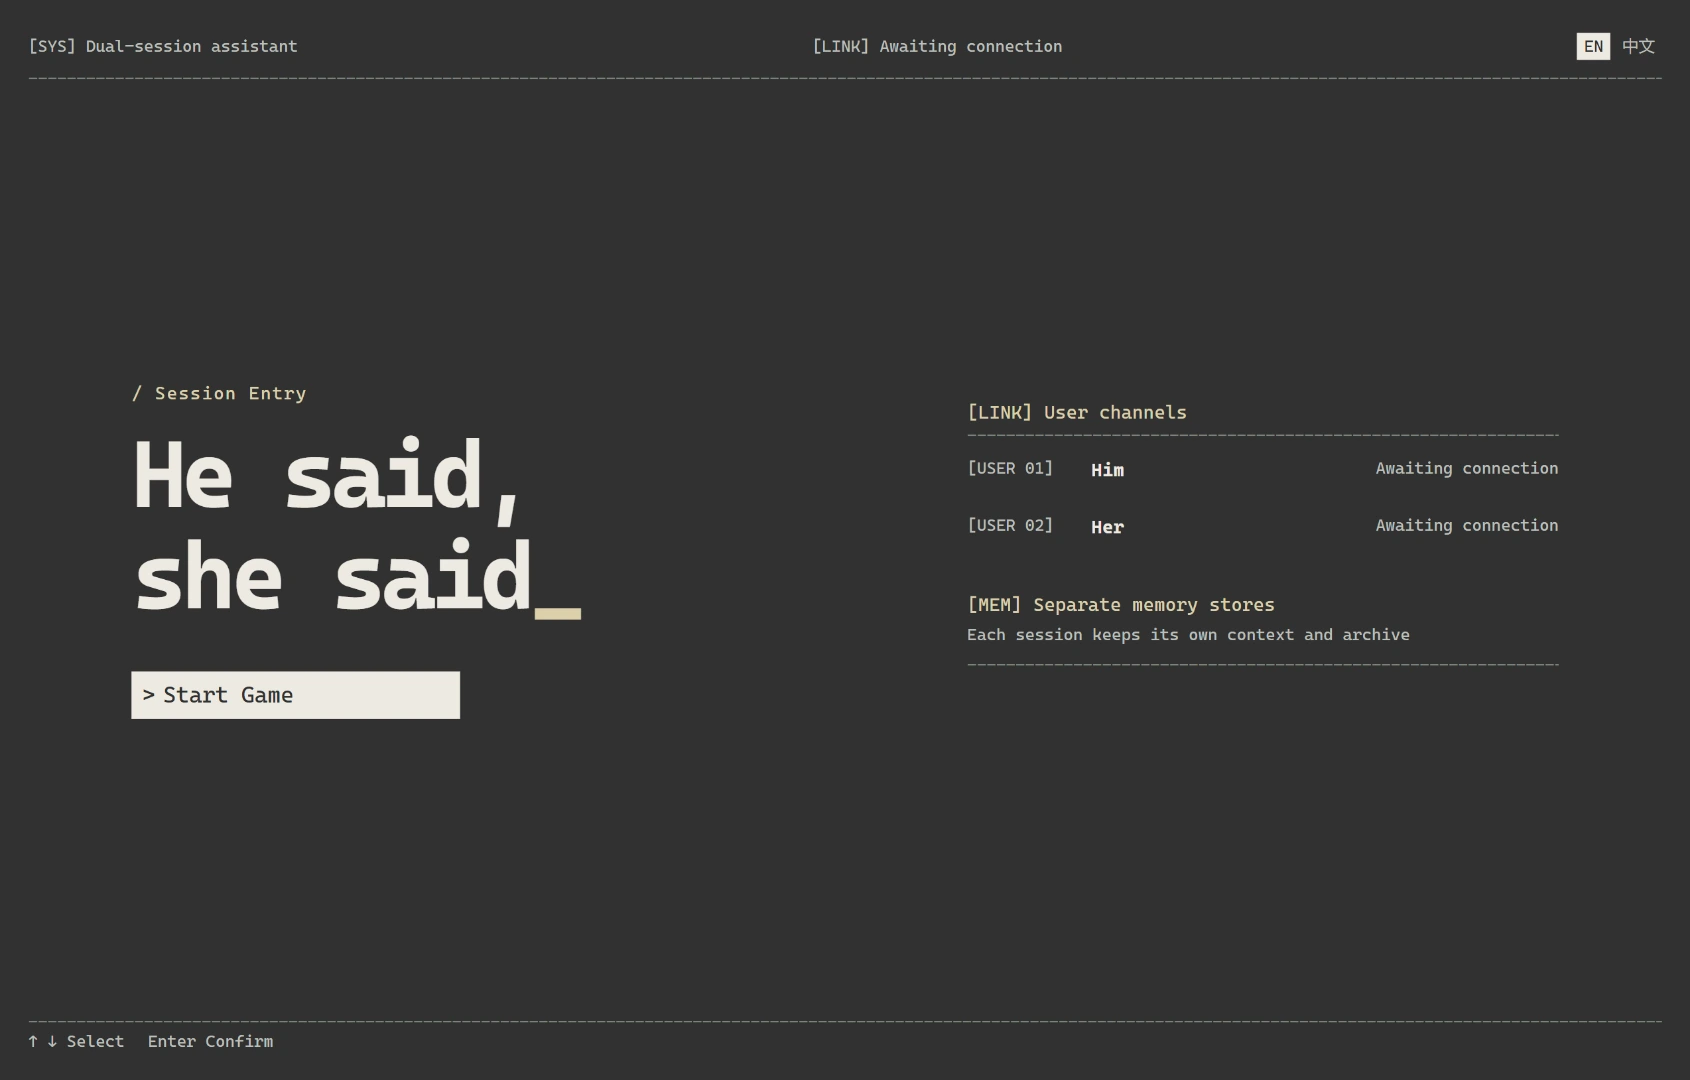 [SYS] Dual-session assistant
[LINK] Awaiting connection
EN 中文
/ Session Entry
He said,
she said_
> Start Game
[LINK] User channels
[USER 01] Him Awaiting connection
[USER 02] Her Awaiting connection
[MEM] Separate memory stores
Each session keeps its own context and archive
↑ ↓ Select Enter Confirm